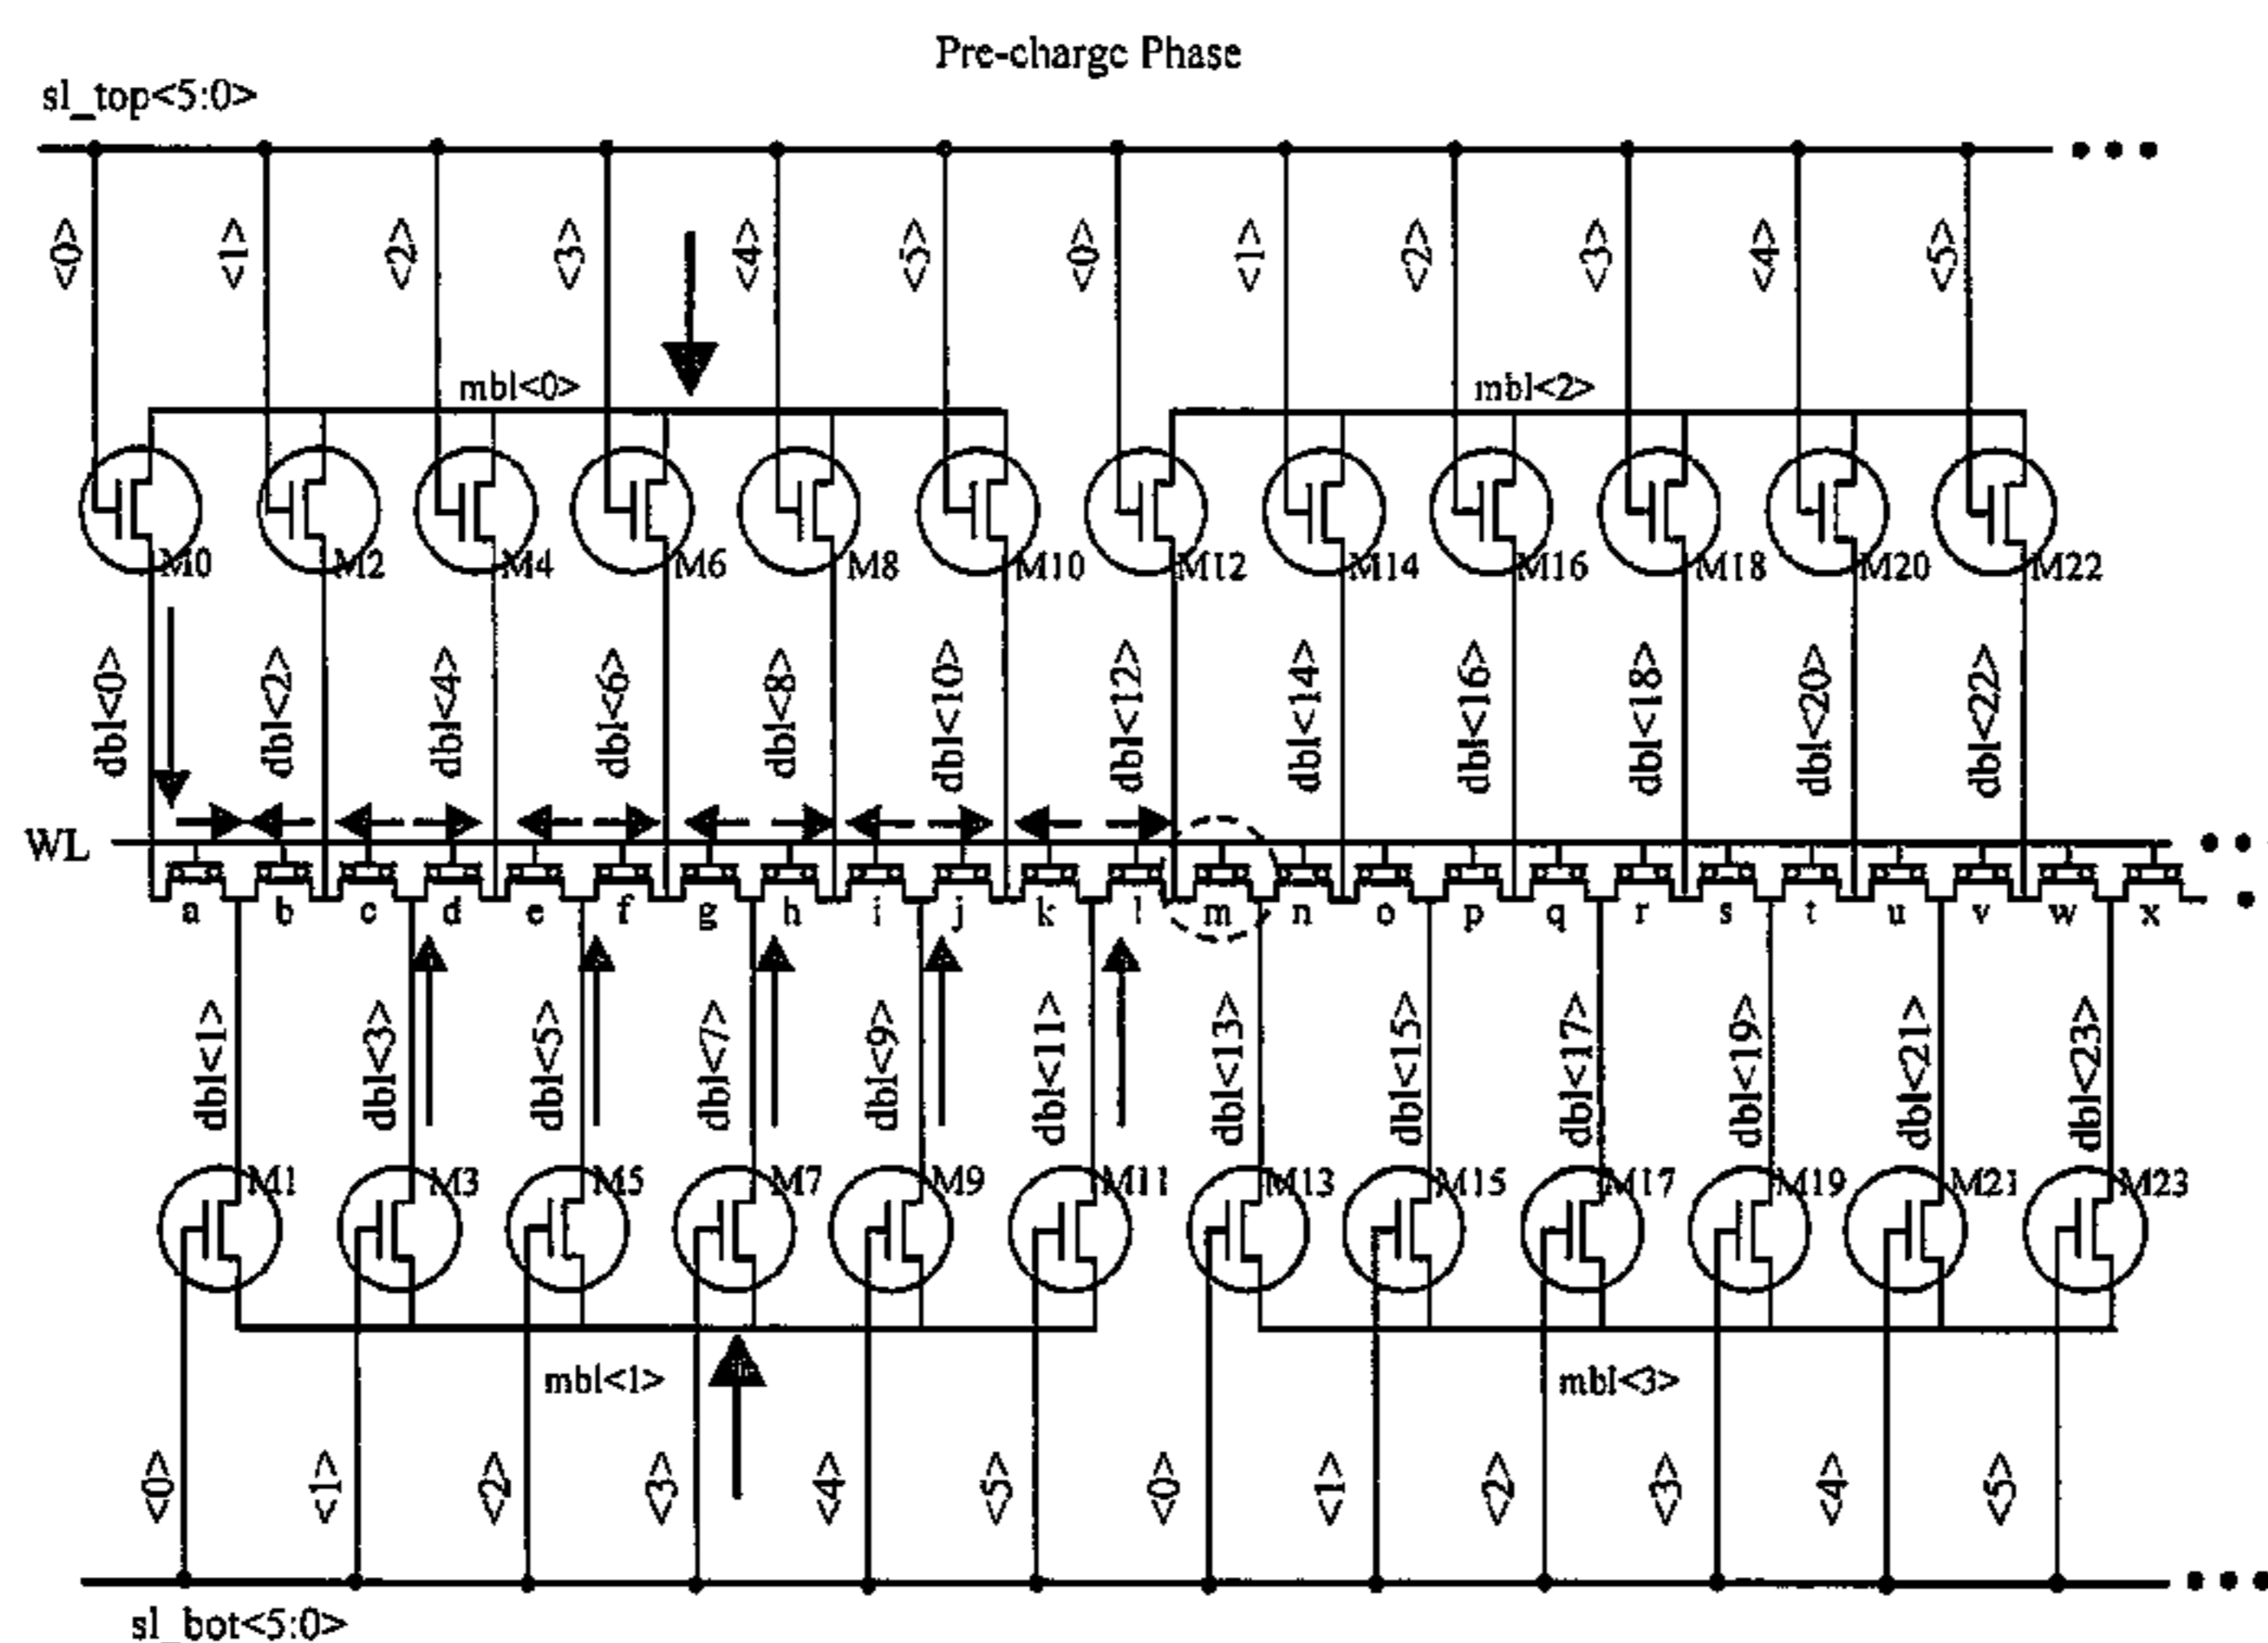 Pre-charge Phase
sl_top<5:0>
<0> <1> <2> <3> <4> <5> <0> <1> <2> <3> <4> <5>
mbl<0> mbl<2>
M0 M2 M4 M6 M8 M10 M12 M14 M16 M18 M20 M22
dbl<0> dbl<2> dbl<4> dbl<6> dbl<8> dbl<10> dbl<12> dbl<14> dbl<16> dbl<18> dbl<20> dbl<22>
WL
a b c d e f g h i j k l m n o p q r s t u v w x
dbl<1> dbl<3> dbl<5> dbl<7> dbl<9> dbl<11> dbl<13> dbl<15> dbl<17> dbl<19> dbl<21> dbl<23>
M1 M3 M5 M7 M9 M11 M13 M15 M17 M19 M21 M23
mbl<1> mbl<3>
<0> <1> <2> <3> <4> <5> <0> <1> <2> <3> <4> <5>
sl_bot<5:0>